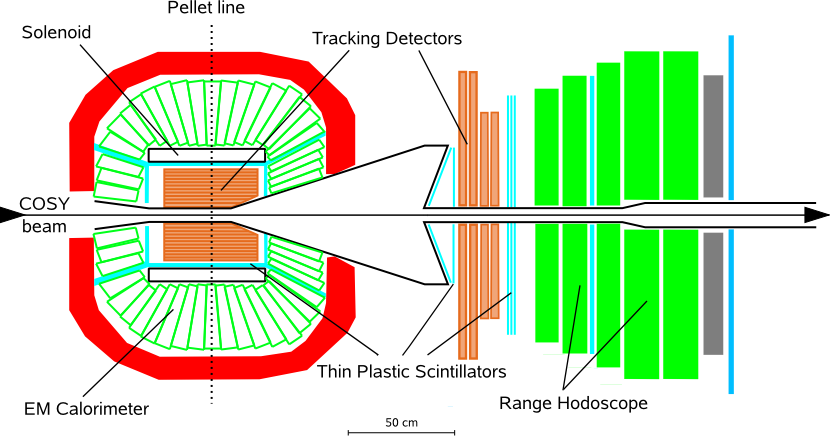 Pellet line
Solenoid
Tracking Detectors
COSY
beam
Thin Plastic Scintillators
EM Calorimeter
Range Hodoscope
50 cm